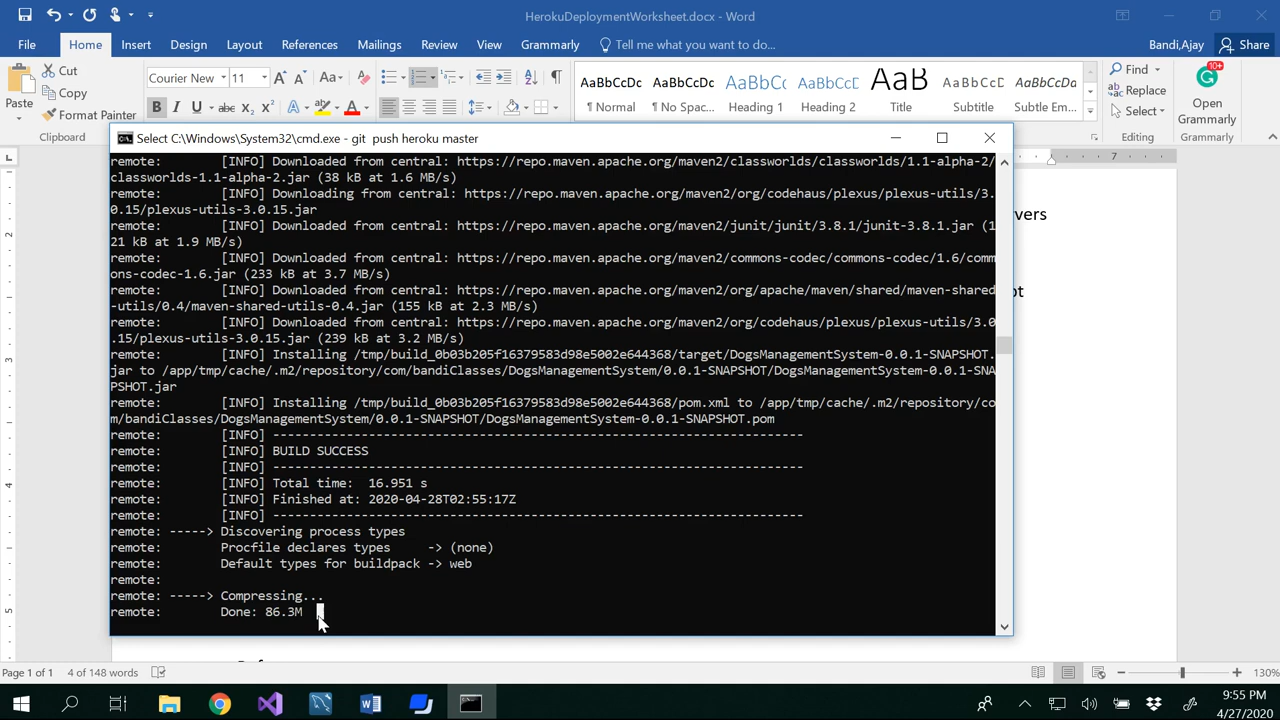 HerokuDeploymentWorksheet.docx - Word
File Home Insert Design Layout References Mailings Review View Grammarly Tell me what you want to do... Bandi,Ajay Share
Paste
Cut
Copy
Format Painter
Clipboard
Courier New 11
Aa
B I U abc x₂ x²
A ab A
AaBbCcDc AaBbCcDc AaBbCc AaBbCcD AaB AaBbCcD AaBbCcDc
¶ Normal ¶ No Spac... Heading 1 Heading 2 Title Subtitle Subtle Em...
Find
Replace
Select
Editing
10+
Open
Grammarly
Grammarly
Select C:\Windows\System32\cmd.exe - git push heroku master
remote: [INFO] Downloaded from central: https://repo.maven.apache.org/maven2/classworlds/classworlds/1.1-alpha-2/
classworlds-1.1-alpha-2.jar (38 kB at 1.6 MB/s)
remote: [INFO] Downloading from central: https://repo.maven.apache.org/maven2/org/codehaus/plexus/plexus-utils/3.
0.15/plexus-utils-3.0.15.jar
remote: [INFO] Downloaded from central: https://repo.maven.apache.org/maven2/junit/junit/3.8.1/junit-3.8.1.jar (1
21 kB at 1.9 MB/s)
remote: [INFO] Downloaded from central: https://repo.maven.apache.org/maven2/commons-codec/commons-codec/1.6/comm
ons-codec-1.6.jar (233 kB at 3.7 MB/s)
remote: [INFO] Downloaded from central: https://repo.maven.apache.org/maven2/org/apache/maven/shared/maven-shared
-utils/0.4/maven-shared-utils-0.4.jar (155 kB at 2.3 MB/s)
remote: [INFO] Downloaded from central: https://repo.maven.apache.org/maven2/org/codehaus/plexus/plexus-utils/3.0
.15/plexus-utils-3.0.15.jar (239 kB at 3.2 MB/s)
remote: [INFO] Installing /tmp/build_0b03b205f16379583d98e5002e644368/target/DogsManagementSystem-0.0.1-SNAPSHOT.
jar to /app/tmp/cache/.m2/repository/com/bandiClasses/DogsManagementSystem/0.0.1-SNAPSHOT/DogsManagementSystem-0.0.1-SNA
PSHOT.jar
remote: [INFO] Installing /tmp/build_0b03b205f16379583d98e5002e644368/pom.xml to /app/tmp/cache/.m2/repository/co
m/bandiClasses/DogsManagementSystem/0.0.1-SNAPSHOT/DogsManagementSystem-0.0.1-SNAPSHOT.pom
remote: [INFO] ------------------------------------------------------------------------
remote: [INFO] BUILD SUCCESS
remote: [INFO] ------------------------------------------------------------------------
remote: [INFO] Total time: 16.951 s
remote: [INFO] Finished at: 2020-04-28T02:55:17Z
remote: [INFO] ------------------------------------------------------------------------
remote: -----> Discovering process types
remote: Procfile declares types -> (none)
remote: Default types for buildpack -> web
remote:
remote: -----> Compressing...
remote: Done: 86.3M
7
vers
pt
2
3
4
5
Page 1 of 1 4 of 148 words 130%
9:55 PM
4/27/2020